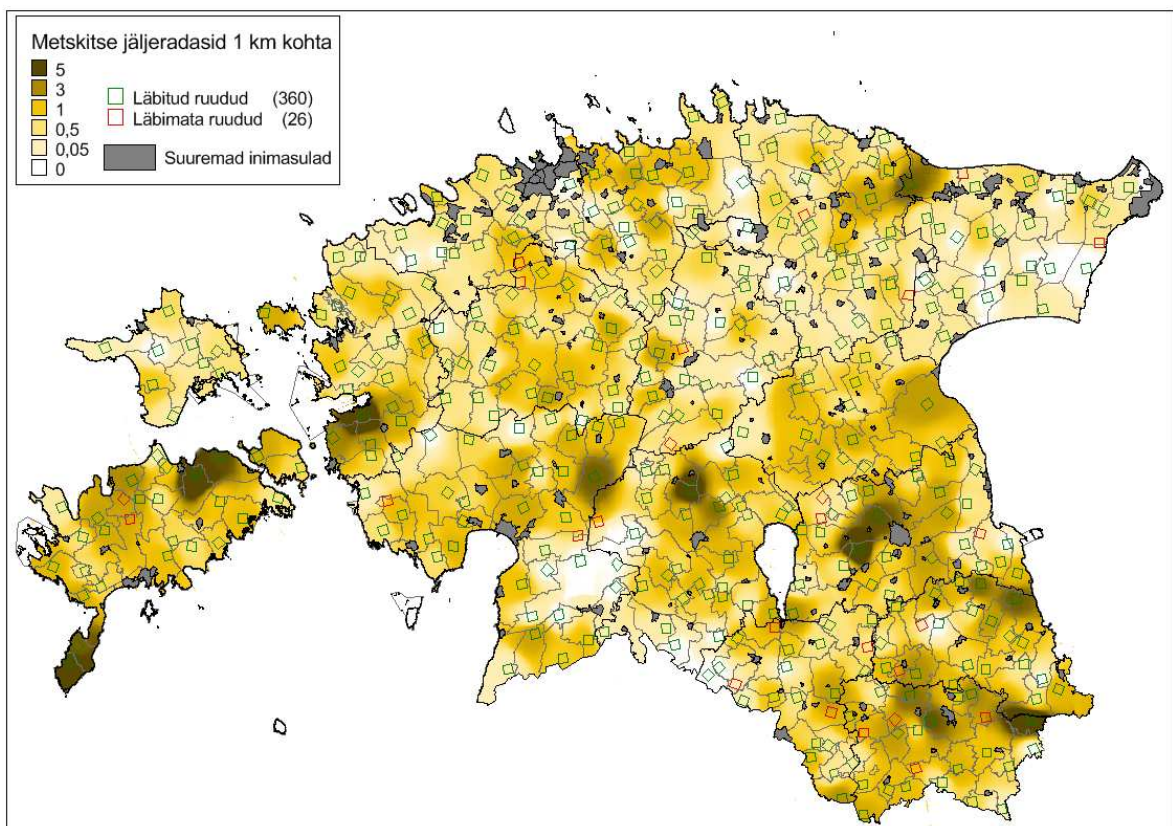 Metskitse jäljeradasid 1 km kohta
5
3
1
0,5
0,05
0
Läbitud ruudud (360)
Läbimata ruudud (26)
Suuremad inimasulad